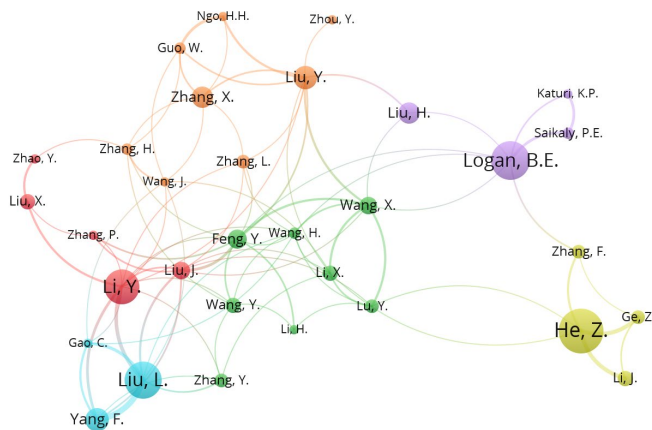 Ngo, H.H.
Zhou, Y.
Guo, W.
Liu, Y.
Zhang, X.
Katuri, K.P.
Liu, H.
Saikaly, P.E.
Zhang, H.
Logan, B.E.
Zhao, Y.
Zhang, L.
Wang, J.
Liu, X.
Wang, X.
Zhang, P.
Wang, H.
Feng, Y.
Zhang, F.
Liu, J.
Li, X.
Li, Y.
Wang, Y.
Lu, Y.
Ge, Z
Li, H.
He, Z.
Gao, C.
Liu, L.
Zhang, Y.
Li, J.
Yang, F.